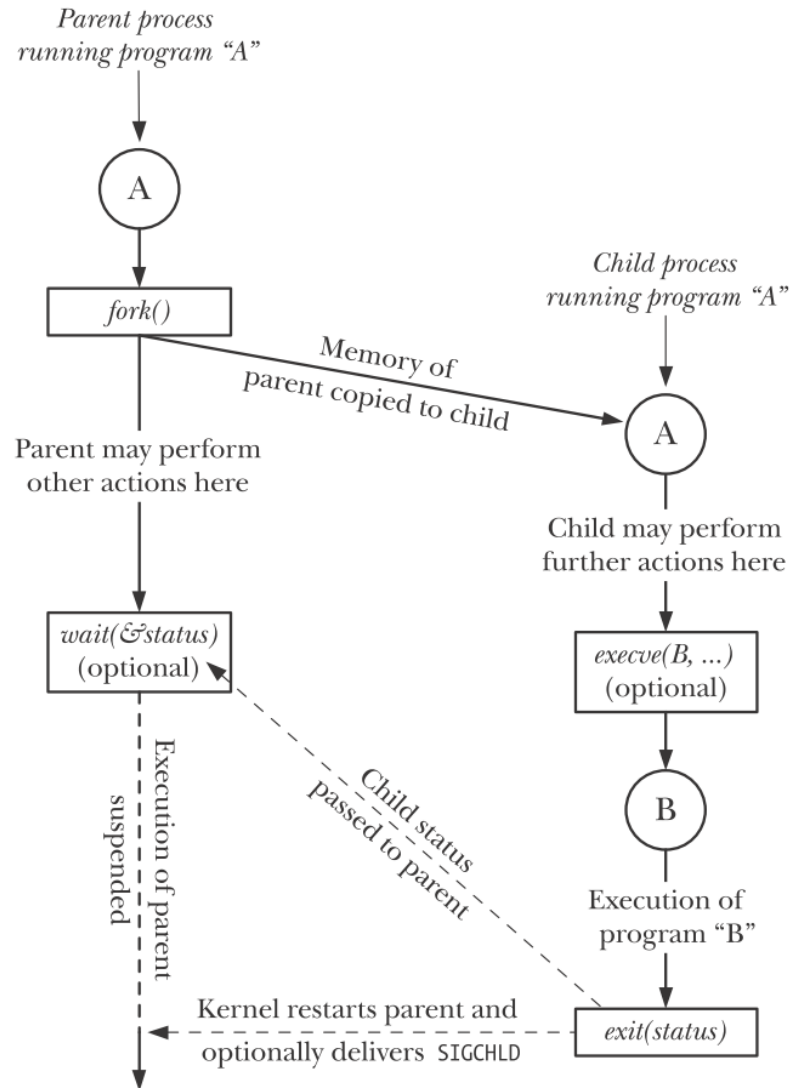 Parent process
running program “A”
A
fork()
Child process
running program “A”
Memory of
parent copied to child
A
Parent may perform
other actions here
Child may perform
further actions here
wait(&status)
(optional)
execve(B, ...)
(optional)
Execution of parent
suspended
Child status
passed to parent
B
Execution of
program “B”
Kernel restarts parent and
optionally delivers SIGCHLD
exit(status)